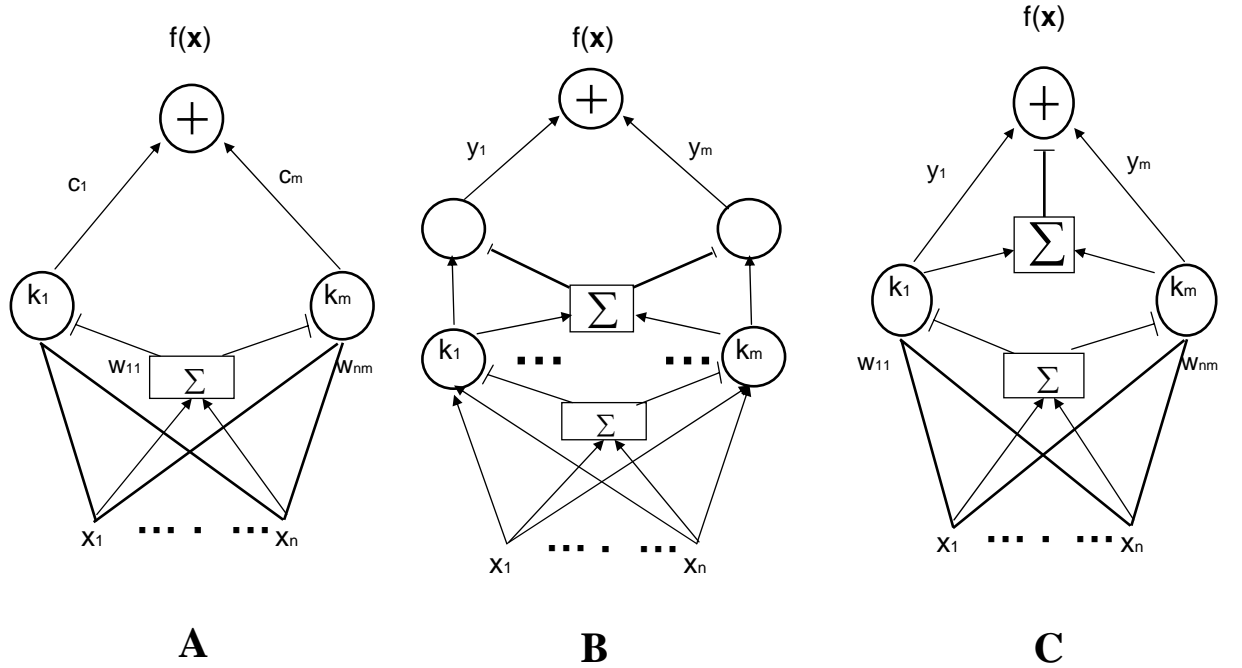 f(x)
+
c1
cm
k1
km
w11
wnm
Σ
x1
... . ...
xn
A
f(x)
+
y1
ym
Σ
k1
... ...
km
Σ
x1
... . ...
xn
B
f(x)
+
y1
ym
Σ
k1
km
w11
wnm
Σ
x1
... . ...
xn
C